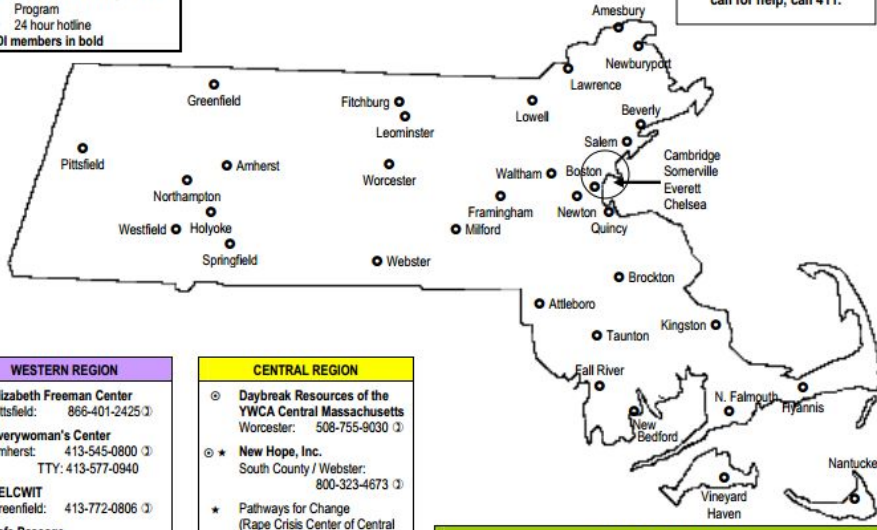 Program
24 hour hotline
members in bold
call for help, call 411.
Amesbury
Newburyport
Lawrence
Greenfield
Fitchburg
Leominster
Lowell
Beverly
Salem
Pittsfield
Amherst
Worcester
Waltham
Boston
Cambridge
Somerville
Everett
Chelsea
Northampton
Framingham
Newton
Westfield
Holyoke
Milford
Quincy
Springfield
Webster
Brockton
Attleboro
Kingston
Taunton
Fall River
N. Falmouth
Hyannis
New
Bedford
Vineyard
Haven
WESTERN REGION
Freeman Center
866-401-2425
Center
413-545-0800
TTY: 413-577-0940
413-772-0806
CENTRAL REGION
Daybreak Resources of the
YWCA Central Massachusetts
Worcester: 508-755-9030
★ New Hope, Inc.
South County / Webster:
800-323-4673
★ Pathways for Change
(Rape Crisis Center of Central